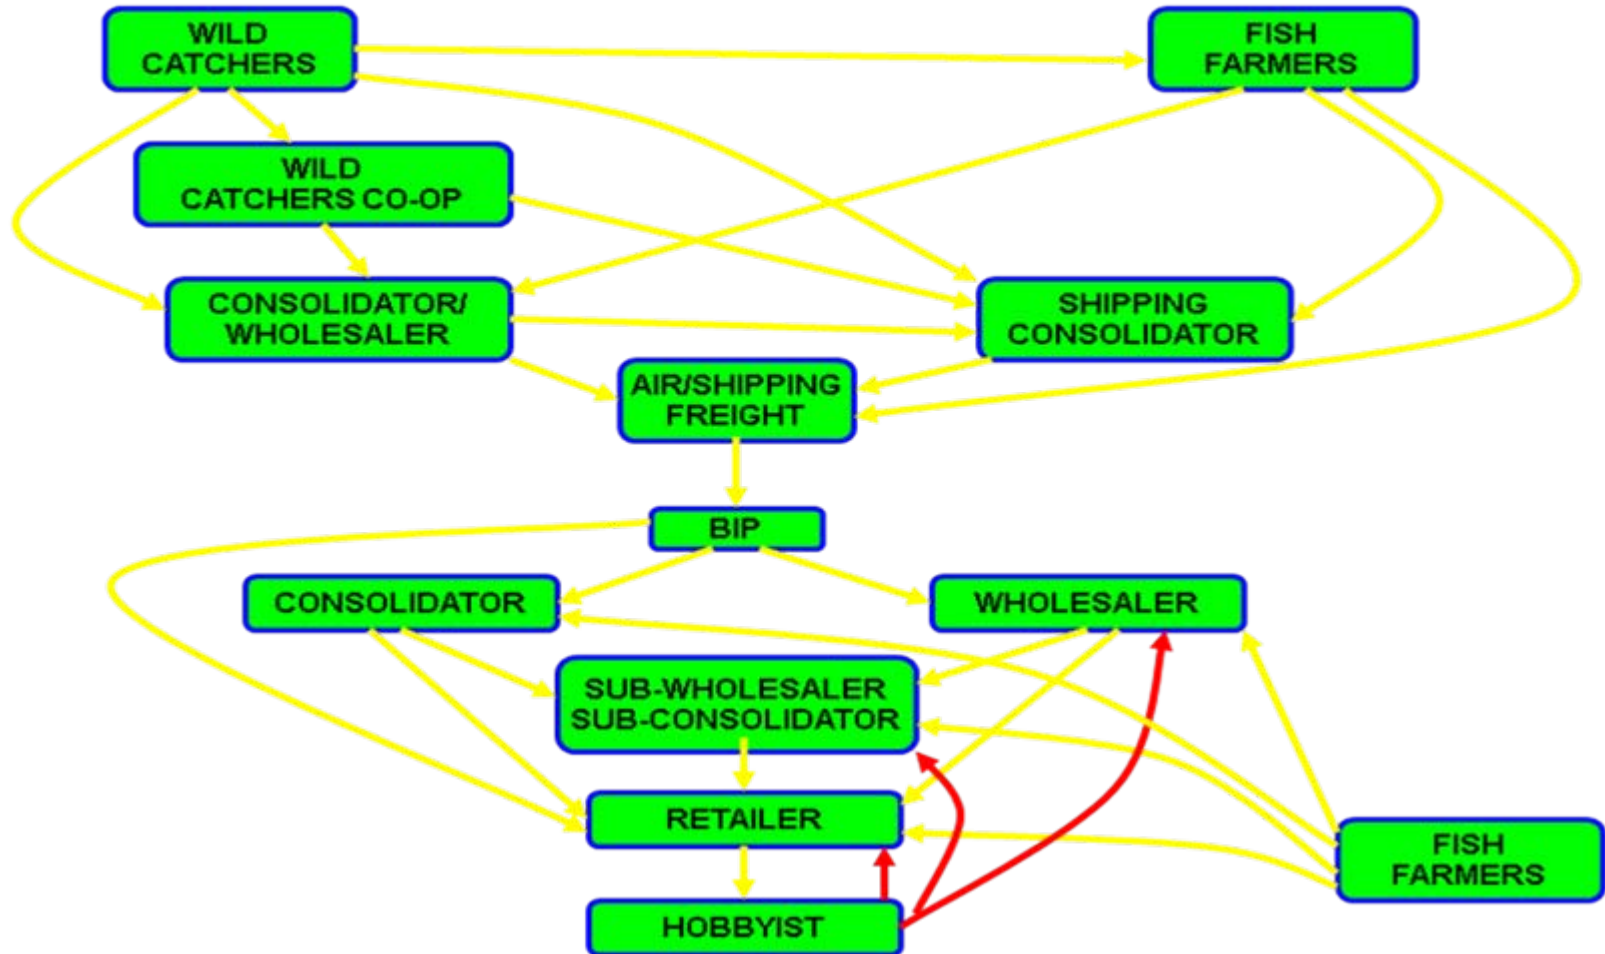 WILD
CATCHERS
FISH
FARMERS
WILD
CATCHERS CO-OP
CONSOLIDATOR/
WHOLESALER
SHIPPING
CONSOLIDATOR
AIR/SHIPPING
FREIGHT
BIP
CONSOLIDATOR
WHOLESALER
SUB-WHOLESALER
SUB-CONSOLIDATOR
RETAILER
FISH
FARMERS
HOBBYIST